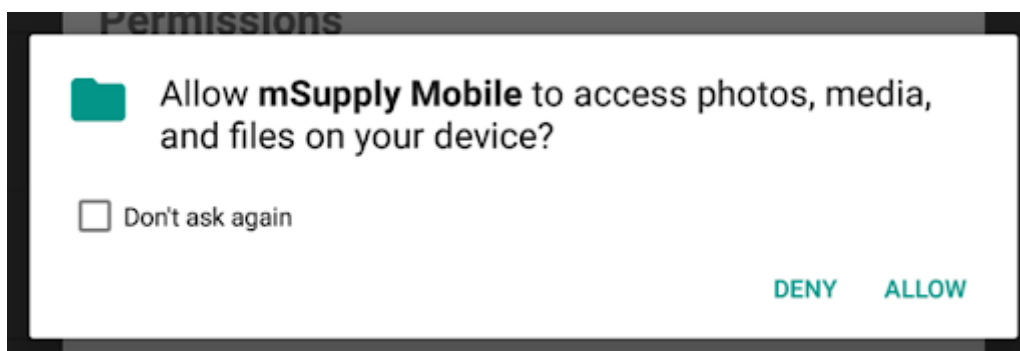 Permissions
Allow mSupply Mobile to access photos, media,
and files on your device?
Don't ask again
DENY ALLOW